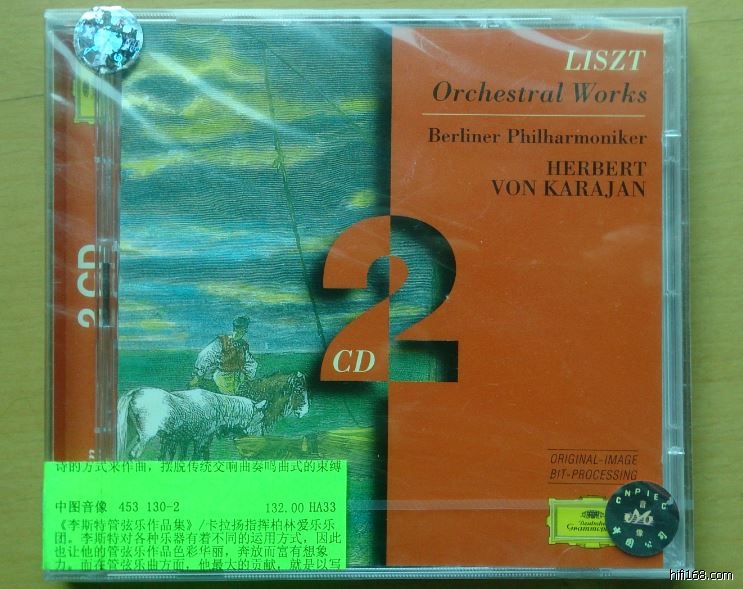 LISZT
Orchestral Works
Berliner Philharmoniker
HERBERT
VON KARAJAN
2 CD
2
CD
ORIGINAL-IMAGE
BIT-PROCESSING
Deutsche
Grammophon
CNPIEC
诗的方式来作曲，摆脱传统交响曲奏鸣曲式的束缚
中图音像 453 130-2 132.00 HA33
《李斯特管弦乐作品集》/卡拉扬指挥柏林爱乐乐
团。李斯特对各种乐器有着不同的运用方式，因此
也让他的管弦乐作品色彩华丽，奔放而富有想象
力。而在管弦乐曲方面，他最大的贡献，就是以写
hifi168.com